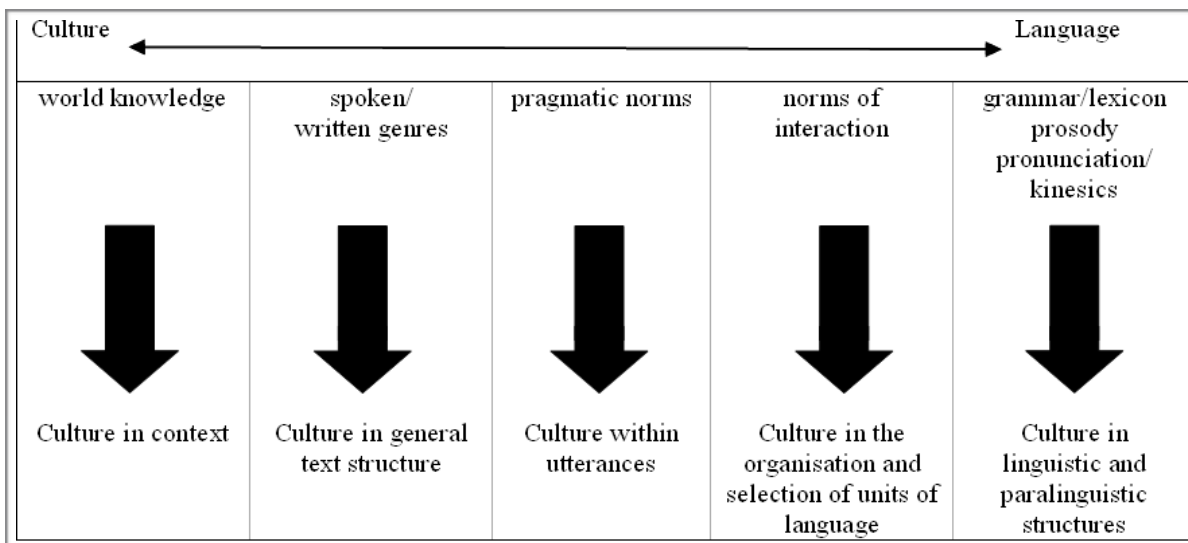 Culture
Language
world knowledge
spoken/
written genres
pragmatic norms
norms of
interaction
grammar/lexicon
prosody
pronunciation/
kinesics
Culture in context
Culture in general
text structure
Culture within
utterances
Culture in the
organisation and
selection of units of
language
Culture in
linguistic and
paralinguistic
structures